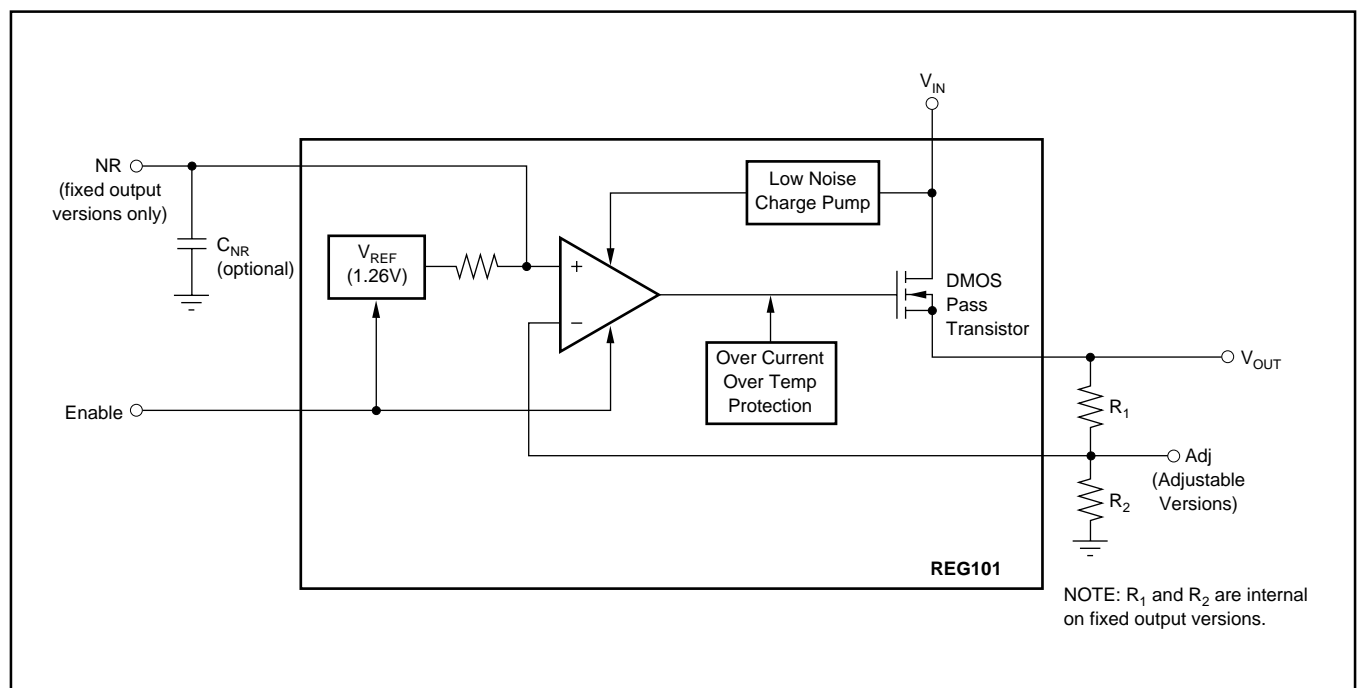 V_IN
NR
(fixed output
versions only)
C_NR
(optional)
V_REF
(1.26V)
+
−
Low Noise
Charge Pump
DMOS
Pass
Transistor
Over Current
Over Temp
Protection
V_OUT
R_1
Enable
Adj
(Adjustable
Versions)
R_2
REG101
NOTE: R_1 and R_2 are internal
on fixed output versions.